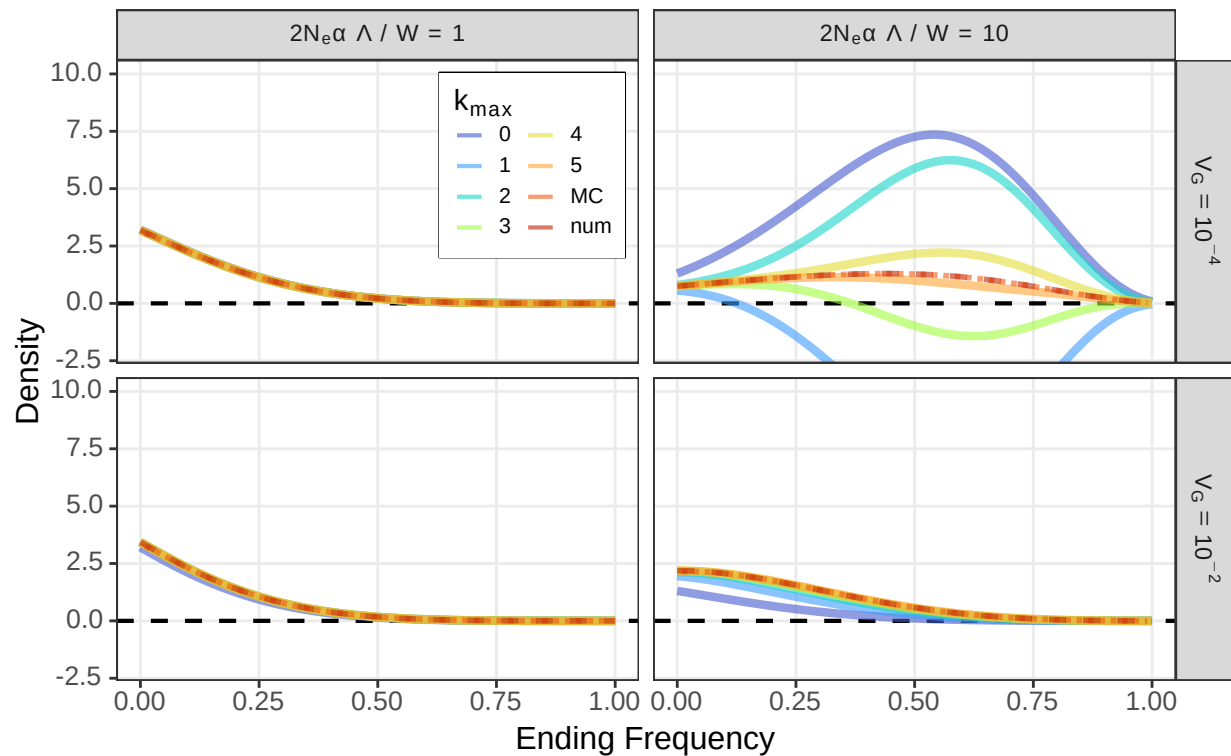 2Nₑα Λ / W = 1
2Nₑα Λ / W = 10
10.0
7.5
5.0
2.5
0.0
-2.5
k_max
0
1
2
3
4
5
MC
num
V_G = 10⁻⁴
10.0
7.5
5.0
2.5
0.0
-2.5
V_G = 10⁻²
Density
0.00 0.25 0.50 0.75 1.00
0.00 0.25 0.50 0.75 1.00
Ending Frequency